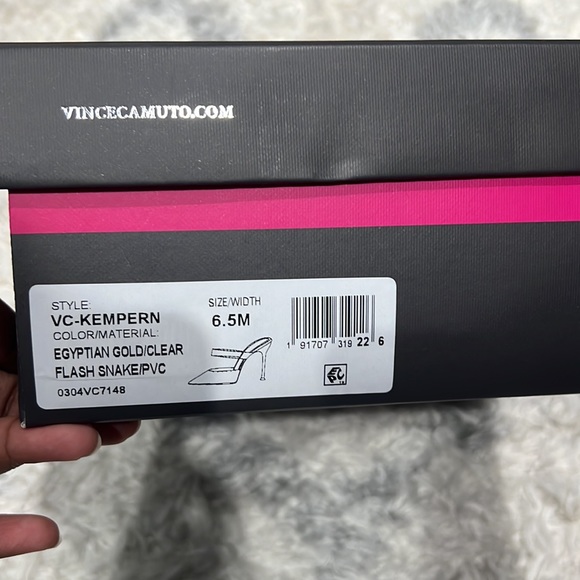 VINCECAMUTO.COM
STYLE:
VC-KEMPERN
COLOR/MATERIAL:
EGYPTIAN GOLD/CLEAR
FLASH SNAKE/PVC
0304VC7148
SIZE/WIDTH
6.5M
1 91707 319 22 6